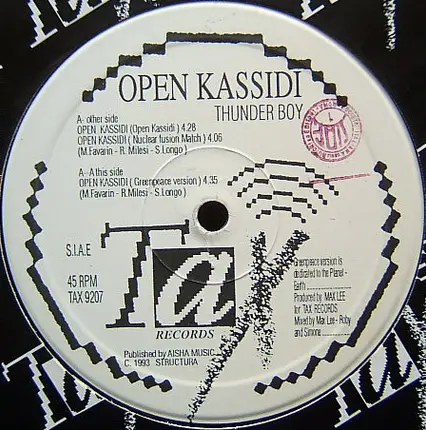 OPEN KASSIDI
THUNDER BOY
A- other side
OPEN KASSIDI (Open Kassidi ) 4.28
OPEN KASSIDI ( Nuclear fusion Match ) 4.06
(M.Favarin - R.Milesi - S.Longo )
A--A this side
OPEN KASSIDI ( Greenpeace version ) 4.35
(M.Favarin - R.Milesi - S.Longo )
S.I.A.E
45 RPM
TAX 9207
Tax
RECORDS
Greenpeace version is
dedicated to the Planet -
Earth
Produced by MAX LEE
for TAX RECORDS
Mixed by Max Lee - Roby
and Simone
Published by AISHA MUSIC
C. 1993 STRUCTURA